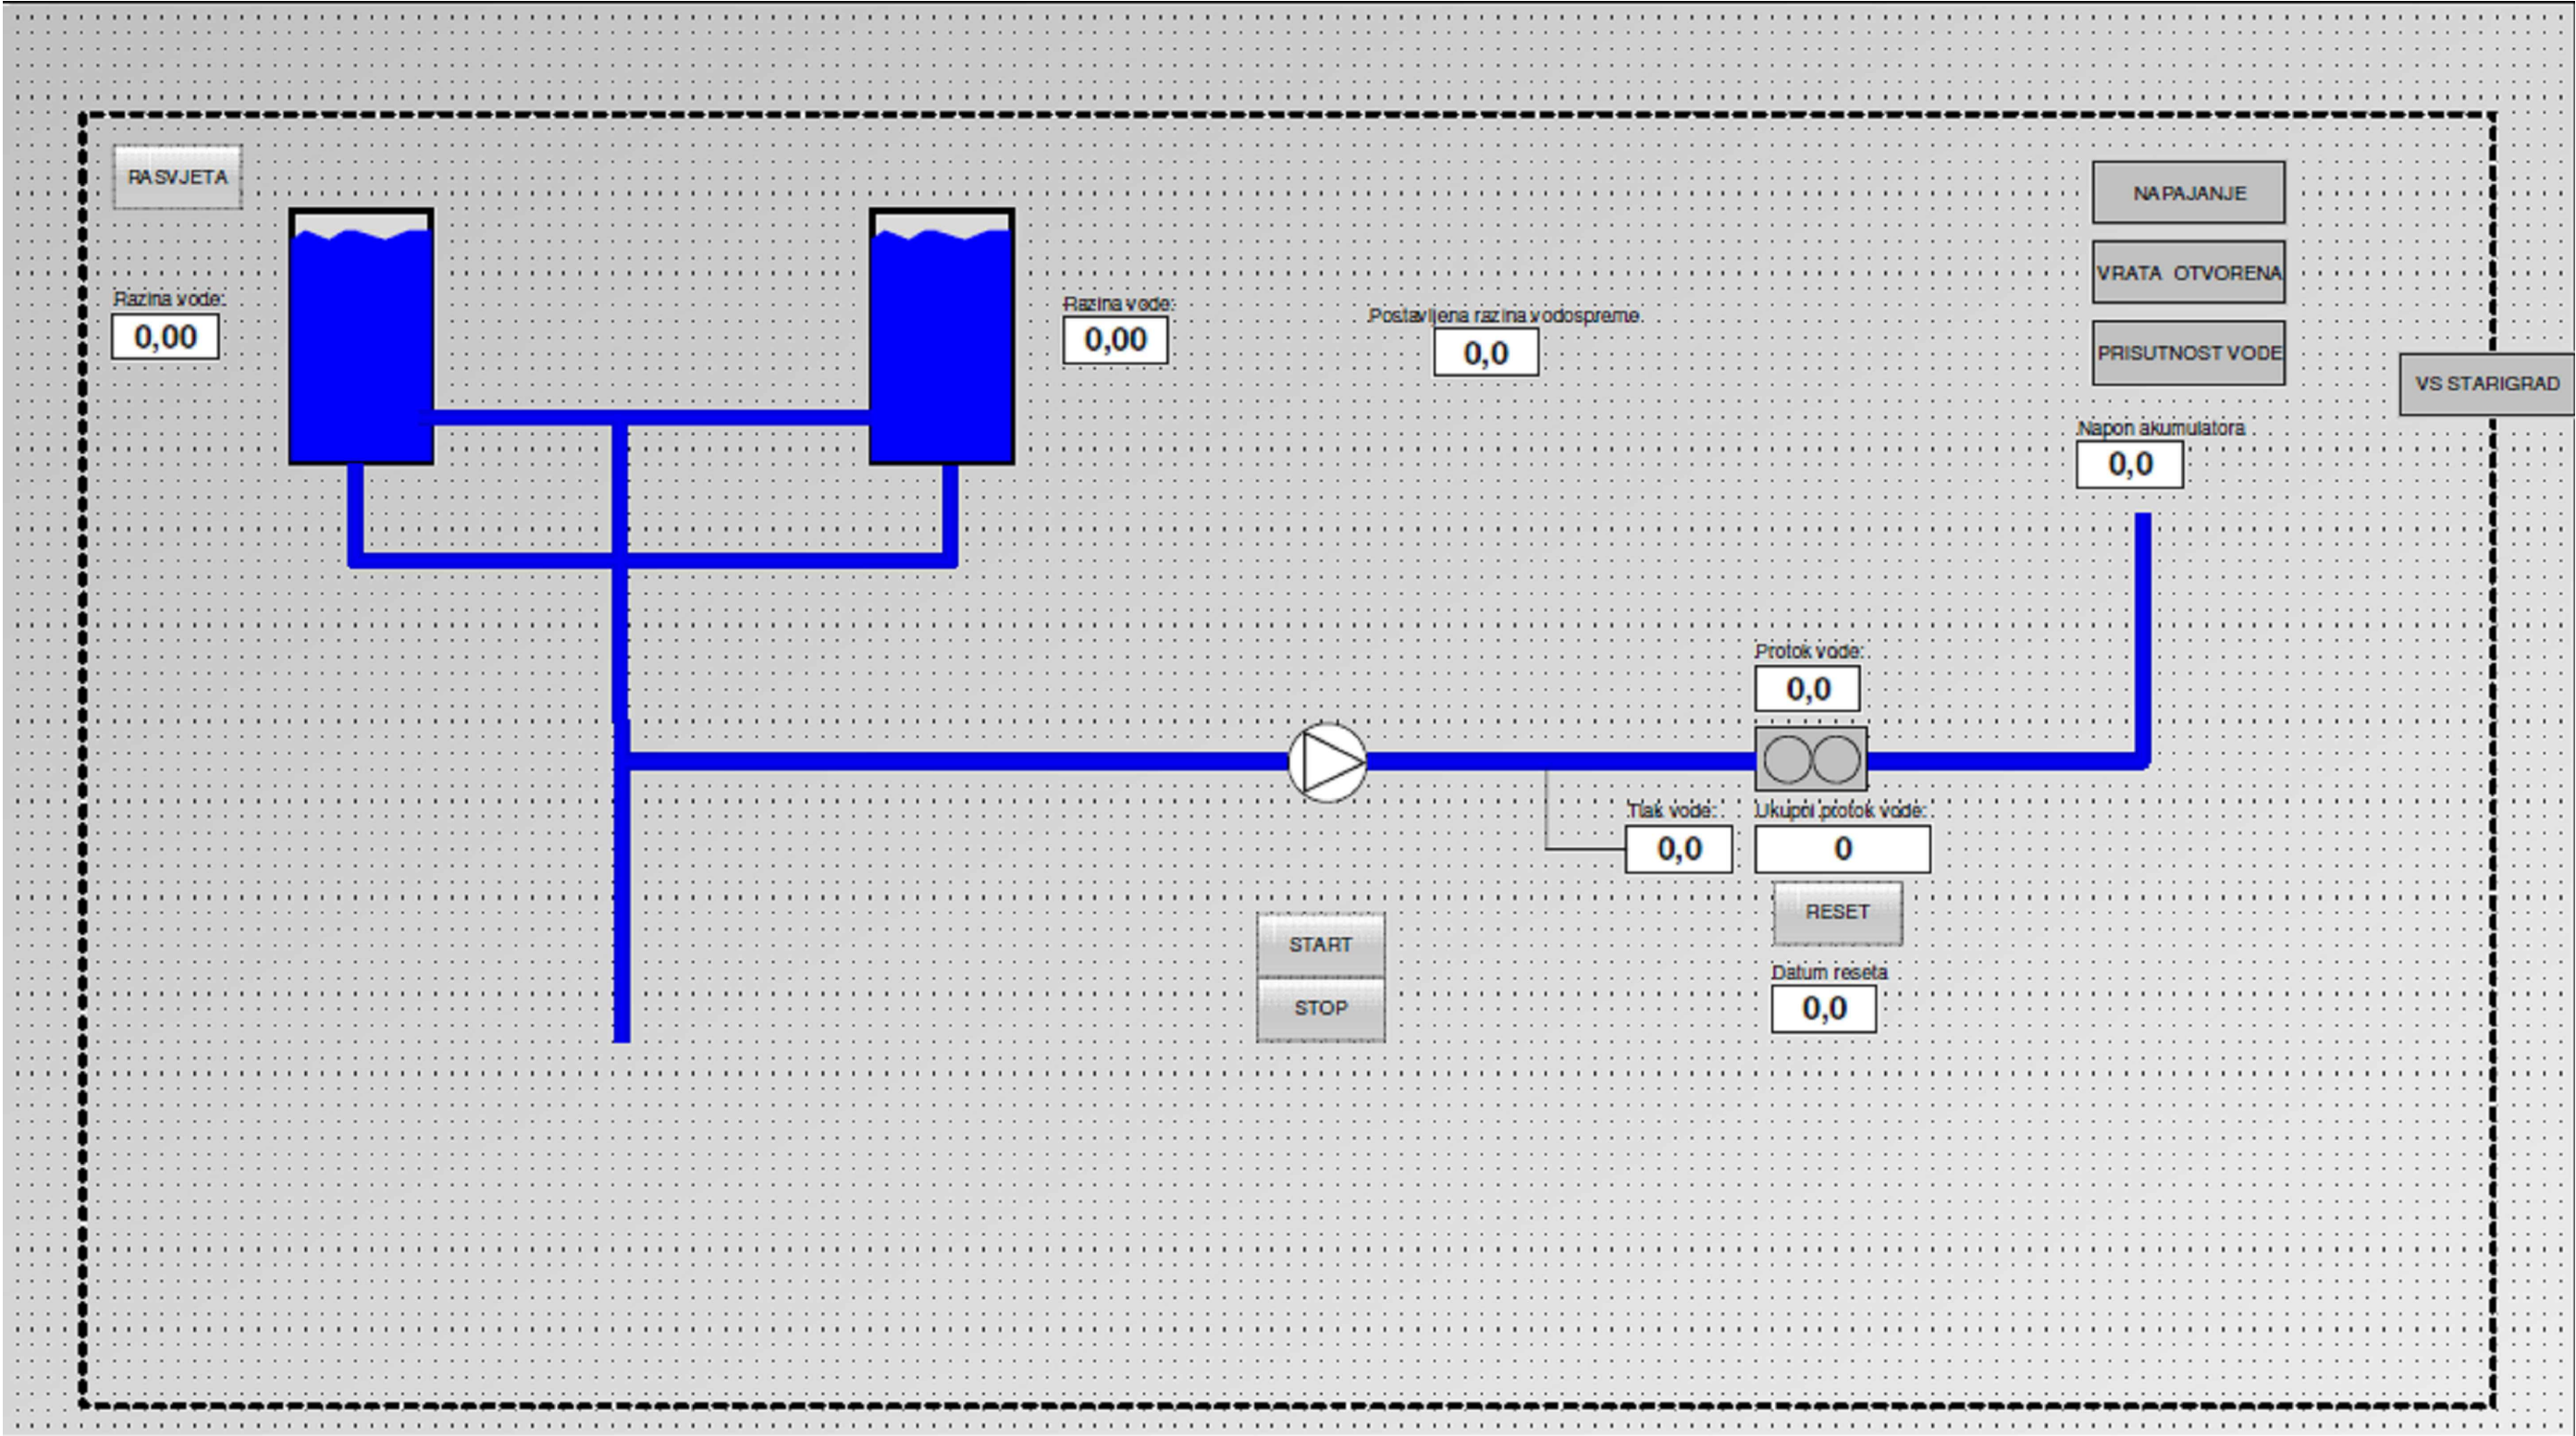 RASVJETA
NAPAJANJE
VRATA OTVORENA
Razina vode:
0,00
Razina vode:
0,00
Postavljena razina vodospreme
0,0
PRISUTNOST VODE
VS STARIGRAD
Napon akumulatora
0,0
Protok vode:
0,0
Tlak vode:
0,0
Ukupni protok vode:
0
RESET
START
STOP
Datum reseta
0,0